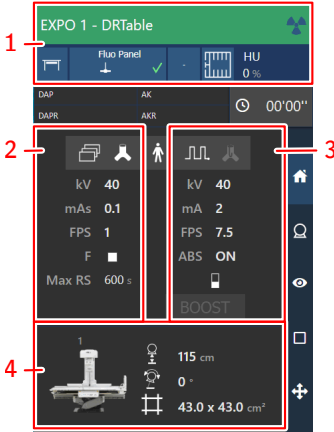 EXPO 1 - DRTable
1
Fluo Panel
-
HU
0 %
DAP
AK
00'00"
DAPR
AKR
2
3
kV 40
kV 40
mAs 0.1
mA 2
FPS 1
FPS 7.5
F
ABS ON
Max RS 600 s
BOOST
1
115 cm
4
0 °
43.0 x 43.0 cm²